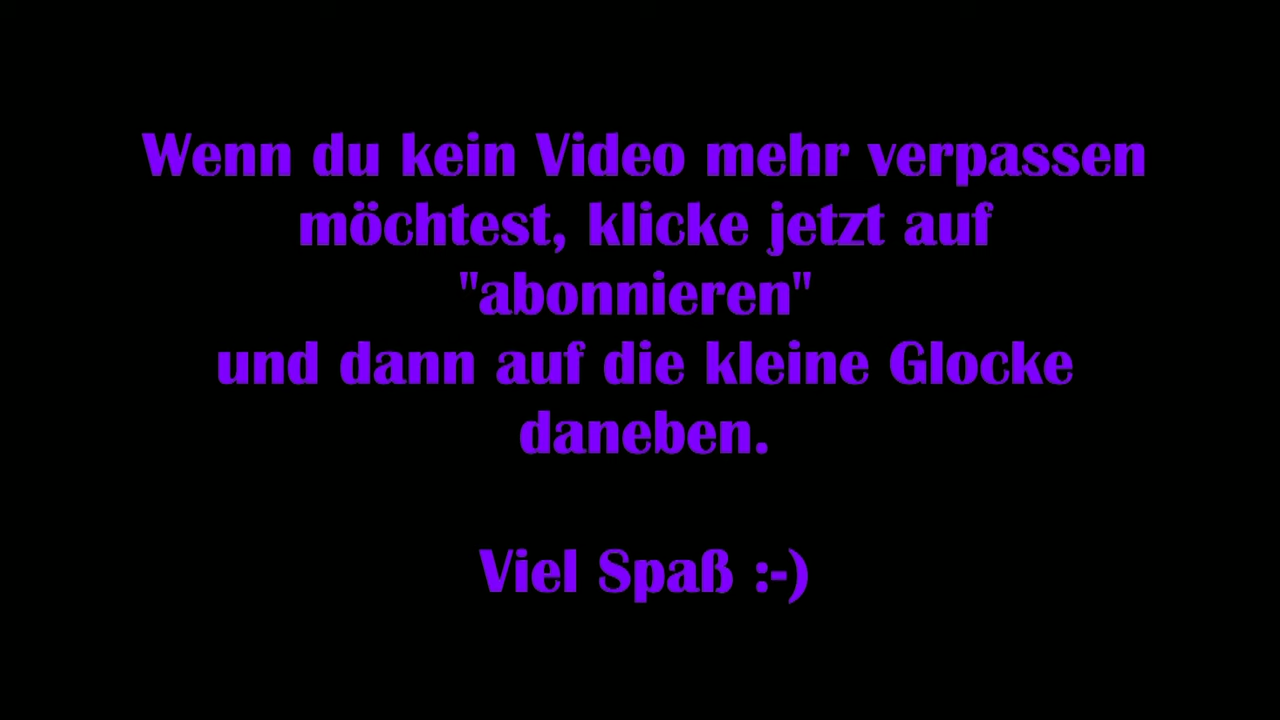 Wenn du kein Video mehr verpassen
möchtest, klicke jetzt auf
"abonnieren"
und dann auf die kleine Glocke
daneben.
Viel Spaß :-)